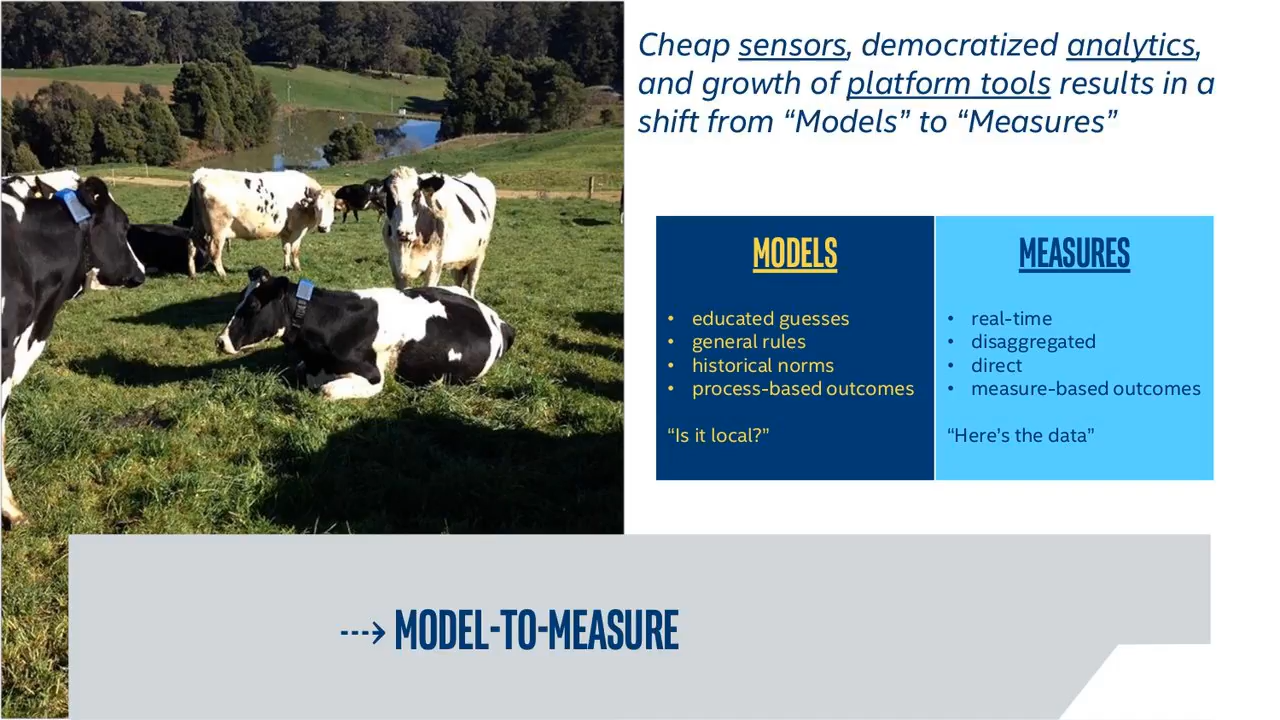 Cheap sensors, democratized analytics,
and growth of platform tools results in a
shift from “Models” to “Measures”
MODELS
• educated guesses
• general rules
• historical norms
• process-based outcomes
“Is it local?”
MEASURES
• real-time
• disaggregated
• direct
• measure-based outcomes
“Here's the data”
MODEL-TO-MEASURE